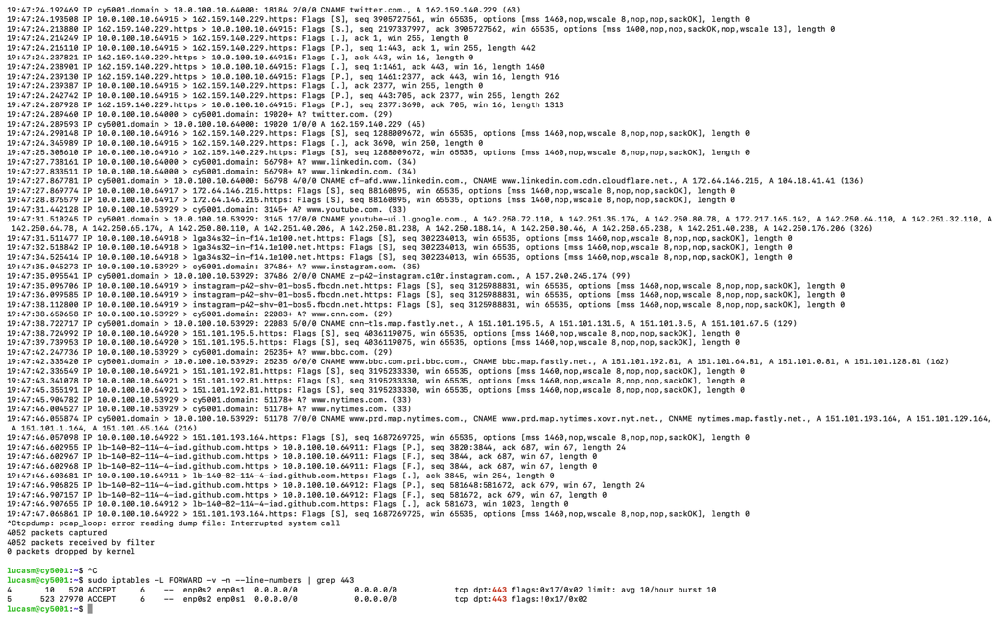 19:47:24.192469 IP cy5001.domain > 10.0.100.10.64000: 18184 2/0/0 CNAME twitter.com., A 162.159.140.229 (63)
19:47:24.193805 IP 10.0.100.10.64915 > 162.159.140.229.https: Flags [S], seq 3905727561, win 65535, options [mss 1460,nop,wscale 8,nop,nop,sackOK], length 0
19:47:24.213880 IP 162.159.140.229.https > 10.0.100.10.64915: Flags [S.], seq 2197337997, ack 3905727562, win 65535, options [mss 1400,nop,nop,sackOK,nop,wscale 13], length 0
19:47:24.214249 IP 10.0.100.10.64915 > 162.159.140.229.https: Flags [.], ack 1, win 255, length 0
19:47:24.216110 IP 10.0.100.10.64915 > 162.159.140.229.https: Flags [P.], seq 1:443, ack 1, win 255, length 442
19:47:24.237821 IP 162.159.140.229.https > 10.0.100.10.64915: Flags [.], ack 443, win 16, length 0
19:47:24.238901 IP 162.159.140.229.https > 10.0.100.10.64915: Flags [.], seq 1:1461, ack 443, win 16, length 1460
19:47:24.239130 IP 162.159.140.229.https > 10.0.100.10.64915: Flags [P.], seq 1461:2377, ack 443, win 16, length 916
19:47:24.239387 IP 10.0.100.10.64915 > 162.159.140.229.https: Flags [.], ack 2377, win 255, length 0
19:47:24.242742 IP 10.0.100.10.64915 > 162.159.140.229.https: Flags [P.], seq 443:705, ack 2377, win 255, length 262
19:47:24.287928 IP 162.159.140.229.https > 10.0.100.10.64915: Flags [P.], seq 2377:3690, ack 705, win 16, length 1313
19:47:24.289460 IP 10.0.100.10.64000 > cy5001.domain: 19020+ A? twitter.com. (29)
19:47:24.289593 IP cy5001.domain > 10.0.100.10.64000: 19020 1/0/0 A 162.159.140.229 (45)
19:47:24.290148 IP 10.0.100.10.64916 > 162.159.140.229.https: Flags [S], seq 1288009672, win 65535, options [mss 1460,nop,wscale 8,nop,nop,sackOK], length 0
19:47:24.345989 IP 10.0.100.10.64915 > 162.159.140.229.https: Flags [.], ack 3690, win 250, length 0
19:47:25.308610 IP 10.0.100.10.64916 > 162.159.140.229.https: Flags [S], seq 1288009672, win 65535, options [mss 1460,nop,wscale 8,nop,nop,sackOK], length 0
19:47:27.738161 IP 10.0.100.10.64000 > cy5001.domain: 56798+ A? www.linkedin.com. (34)
19:47:27.833511 IP 10.0.100.10.64000 > cy5001.domain: 56798+ A? www.linkedin.com. (34)
19:47:27.867781 IP cy5001.domain > 10.0.100.10.64000: 56798 4/0/0 CNAME cf-afd.www.linkedin.com., CNAME www.linkedin.com.cdn.cloudflare.net., A 172.64.146.215, A 104.18.41.41 (136)
19:47:27.869774 IP 10.0.100.10.64917 > 172.64.146.215.https: Flags [S], seq 88160895, win 65535, options [mss 1460,nop,wscale 8,nop,nop,sackOK], length 0
19:47:28.876579 IP 10.0.100.10.64917 > 172.64.146.215.https: Flags [S], seq 88160895, win 65535, options [mss 1460,nop,wscale 8,nop,nop,sackOK], length 0
19:47:31.442128 IP 10.0.100.10.53929 > cy5001.domain: 3145+ A? www.youtube.com. (33)
19:47:31.510245 IP cy5001.domain > 10.0.100.10.53929: 3145 17/0/0 CNAME youtube-ui.l.google.com., A 142.250.72.110, A 142.251.35.174, A 142.250.80.78, A 172.217.165.142, A 142.250.64.110, A 142.251.32.110, A
142.250.64.78, A 142.250.65.174, A 142.250.80.110, A 142.251.40.206, A 142.250.81.238, A 142.250.188.14, A 142.250.80.46, A 142.250.65.238, A 142.251.40.238, A 142.250.176.206 (326)
19:47:31.511477 IP 10.0.100.10.64918 > lga34s32-in-f14.1e100.net.https: Flags [S], seq 302234013, win 65535, options [mss 1460,nop,wscale 8,nop,nop,sackOK], length 0
19:47:32.518842 IP 10.0.100.10.64918 > lga34s32-in-f14.1e100.net.https: Flags [S], seq 302234013, win 65535, options [mss 1460,nop,wscale 8,nop,nop,sackOK], length 0
19:47:34.525414 IP 10.0.100.10.64918 > lga34s32-in-f14.1e100.net.https: Flags [S], seq 302234013, win 65535, options [mss 1460,nop,wscale 8,nop,nop,sackOK], length 0
19:47:35.045273 IP 10.0.100.10.53929 > cy5001.domain: 37486+ A? www.instagram.com. (35)
19:47:35.095541 IP cy5001.domain > 10.0.100.10.53929: 37486 2/0/0 CNAME z-p42-instagram.c10r.instagram.com., A 157.240.245.174 (99)
19:47:35.096706 IP 10.0.100.10.64919 > instagram-p42-shv-01-bos5.fbcdn.net.https: Flags [S], seq 3125988831, win 65535, options [mss 1460,nop,wscale 8,nop,nop,sackOK], length 0
19:47:36.099585 IP 10.0.100.10.64919 > instagram-p42-shv-01-bos5.fbcdn.net.https: Flags [S], seq 3125988831, win 65535, options [mss 1460,nop,wscale 8,nop,nop,sackOK], length 0
19:47:38.112800 IP 10.0.100.10.64919 > instagram-p42-shv-01-bos5.fbcdn.net.https: Flags [S], seq 3125988831, win 65535, options [mss 1460,nop,wscale 8,nop,nop,sackOK], length 0
19:47:38.650658 IP 10.0.100.10.53929 > cy5001.domain: 22083+ A? www.cnn.com. (29)
19:47:38.722717 IP cy5001.domain > 10.0.100.10.53929: 22083 5/0/0 CNAME cnn-tls.map.fastly.net., A 151.101.195.5, A 151.101.131.5, A 151.101.3.5, A 151.101.67.5 (129)
19:47:38.724992 IP 10.0.100.10.64920 > 151.101.195.5.https: Flags [S], seq 4036119075, win 65535, options [mss 1460,nop,wscale 8,nop,nop,sackOK], length 0
19:47:39.739953 IP 10.0.100.10.64920 > 151.101.195.5.https: Flags [S], seq 4036119075, win 65535, options [mss 1460,nop,wscale 8,nop,nop,sackOK], length 0
19:47:42.247736 IP 10.0.100.10.53929 > cy5001.domain: 25235+ A? www.bbc.com. (29)
19:47:42.335420 IP cy5001.domain > 10.0.100.10.53929: 25235 6/0/0 CNAME www.bbc.com.pri.bbc.com., CNAME bbc.map.fastly.net., A 151.101.192.81, A 151.101.64.81, A 151.101.0.81, A 151.101.128.81 (162)
19:47:42.336549 IP 10.0.100.10.64921 > 151.101.192.81.https: Flags [S], seq 3195233330, win 65535, options [mss 1460,nop,wscale 8,nop,nop,sackOK], length 0
19:47:43.341078 IP 10.0.100.10.64921 > 151.101.192.81.https: Flags [S], seq 3195233330, win 65535, options [mss 1460,nop,wscale 8,nop,nop,sackOK], length 0
19:47:45.355191 IP 10.0.100.10.64921 > 151.101.192.81.https: Flags [S], seq 3195233330, win 65535, options [mss 1460,nop,wscale 8,nop,nop,sackOK], length 0
19:47:45.904782 IP 10.0.100.10.53929 > cy5001.domain: 51178+ A? www.nytimes.com. (33)
19:47:46.004527 IP 10.0.100.10.53929 > cy5001.domain: 51178+ A? www.nytimes.com. (33)
19:47:46.055874 IP cy5001.domain > 10.0.100.10.53929: 51178 7/0/0 CNAME www.prd.map.nytimes.com., CNAME www.prd.map.nytimes.xovr.nyt.net., CNAME nytimes.map.fastly.net., A 151.101.193.164, A 151.101.129.164,
A 151.101.1.164, A 151.101.65.164 (216)
19:47:46.057098 IP 10.0.100.10.64922 > 151.101.193.164.https: Flags [S], seq 1687269725, win 65535, options [mss 1460,nop,wscale 8,nop,nop,sackOK], length 0
19:47:46.602955 IP lb-140-82-114-4-iad.github.com.https > 10.0.100.10.64911: Flags [P.], seq 3820:3844, ack 687, win 67, length 24
19:47:46.602967 IP lb-140-82-114-4-iad.github.com.https > 10.0.100.10.64911: Flags [F.], seq 3844, ack 687, win 67, length 0
19:47:46.602968 IP lb-140-82-114-4-iad.github.com.https > 10.0.100.10.64911: Flags [F.], seq 3844, ack 687, win 67, length 0
19:47:46.603681 IP 10.0.100.10.64911 > lb-140-82-114-4-iad.github.com.https: Flags [.], ack 3845, win 254, length 0
19:47:46.906825 IP lb-140-82-114-4-iad.github.com.https > 10.0.100.10.64912: Flags [P.], seq 581648:581672, ack 679, win 67, length 24
19:47:46.907157 IP lb-140-82-114-4-iad.github.com.https > 10.0.100.10.64912: Flags [F.], seq 581672, ack 679, win 67, length 0
19:47:46.907655 IP 10.0.100.10.64912 > lb-140-82-114-4-iad.github.com.https: Flags [.], ack 581673, win 1023, length 0
19:47:47.066861 IP 10.0.100.10.64922 > 151.101.193.164.https: Flags [S], seq 1687269725, win 65535, options [mss 1460,nop,wscale 8,nop,nop,sackOK], length 0
^Ctcpdump: pcap_loop: error reading dump file: Interrupted system call
4052 packets captured
4052 packets received by filter
0 packets dropped by kernel
lucasm@cy5001:~$ ^C
lucasm@cy5001:~$ sudo iptables -L FORWARD -v -n --line-numbers | grep 443
4 10 520 ACCEPT 6 -- enp0s2 enp0s1 0.0.0.0/0 0.0.0.0/0 tcp dpt:443 flags:0x17/0x02 limit: avg 10/hour burst 10
5 523 27970 ACCEPT 6 -- enp0s2 enp0s1 0.0.0.0/0 0.0.0.0/0 tcp dpt:443 flags:!0x17/0x02
lucasm@cy5001:~$